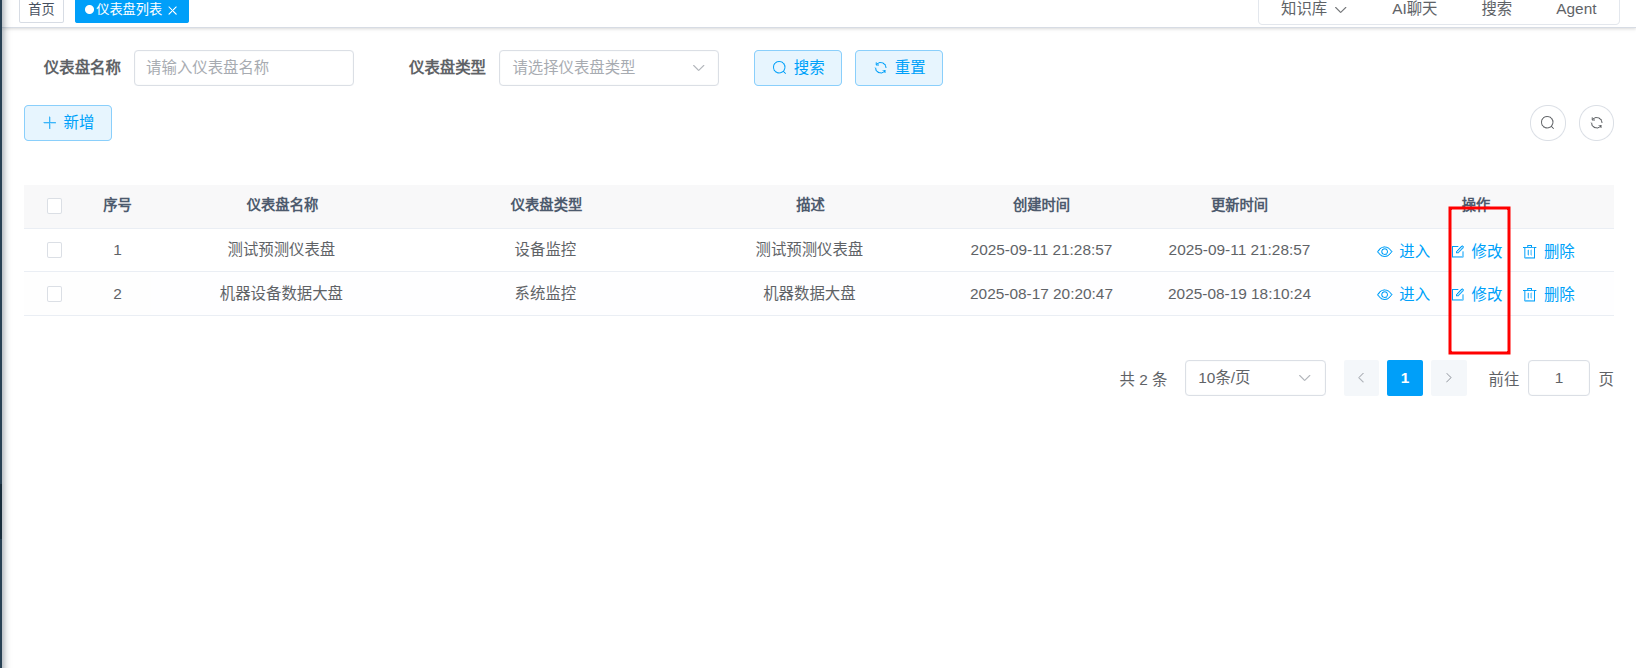 首页 仪表盘列表 知识库 AI聊天 搜索 Agent
仪表盘名称 请输入仪表盘名称 仪表盘类型 请选择仪表盘类型 搜索 重置
新增
序号 仪表盘名称 仪表盘类型 描述 创建时间 更新时间 操作
1 测试预测仪表盘 设备监控 测试预测仪表盘 2025-09-11 21:28:57 2025-09-11 21:28:57 进入 修改 删除
2 机器设备数据大盘 系统监控 机器数据大盘 2025-08-17 20:20:47 2025-08-19 18:10:24 进入 修改 删除
共 2 条 10条/页 1 前往 1 页